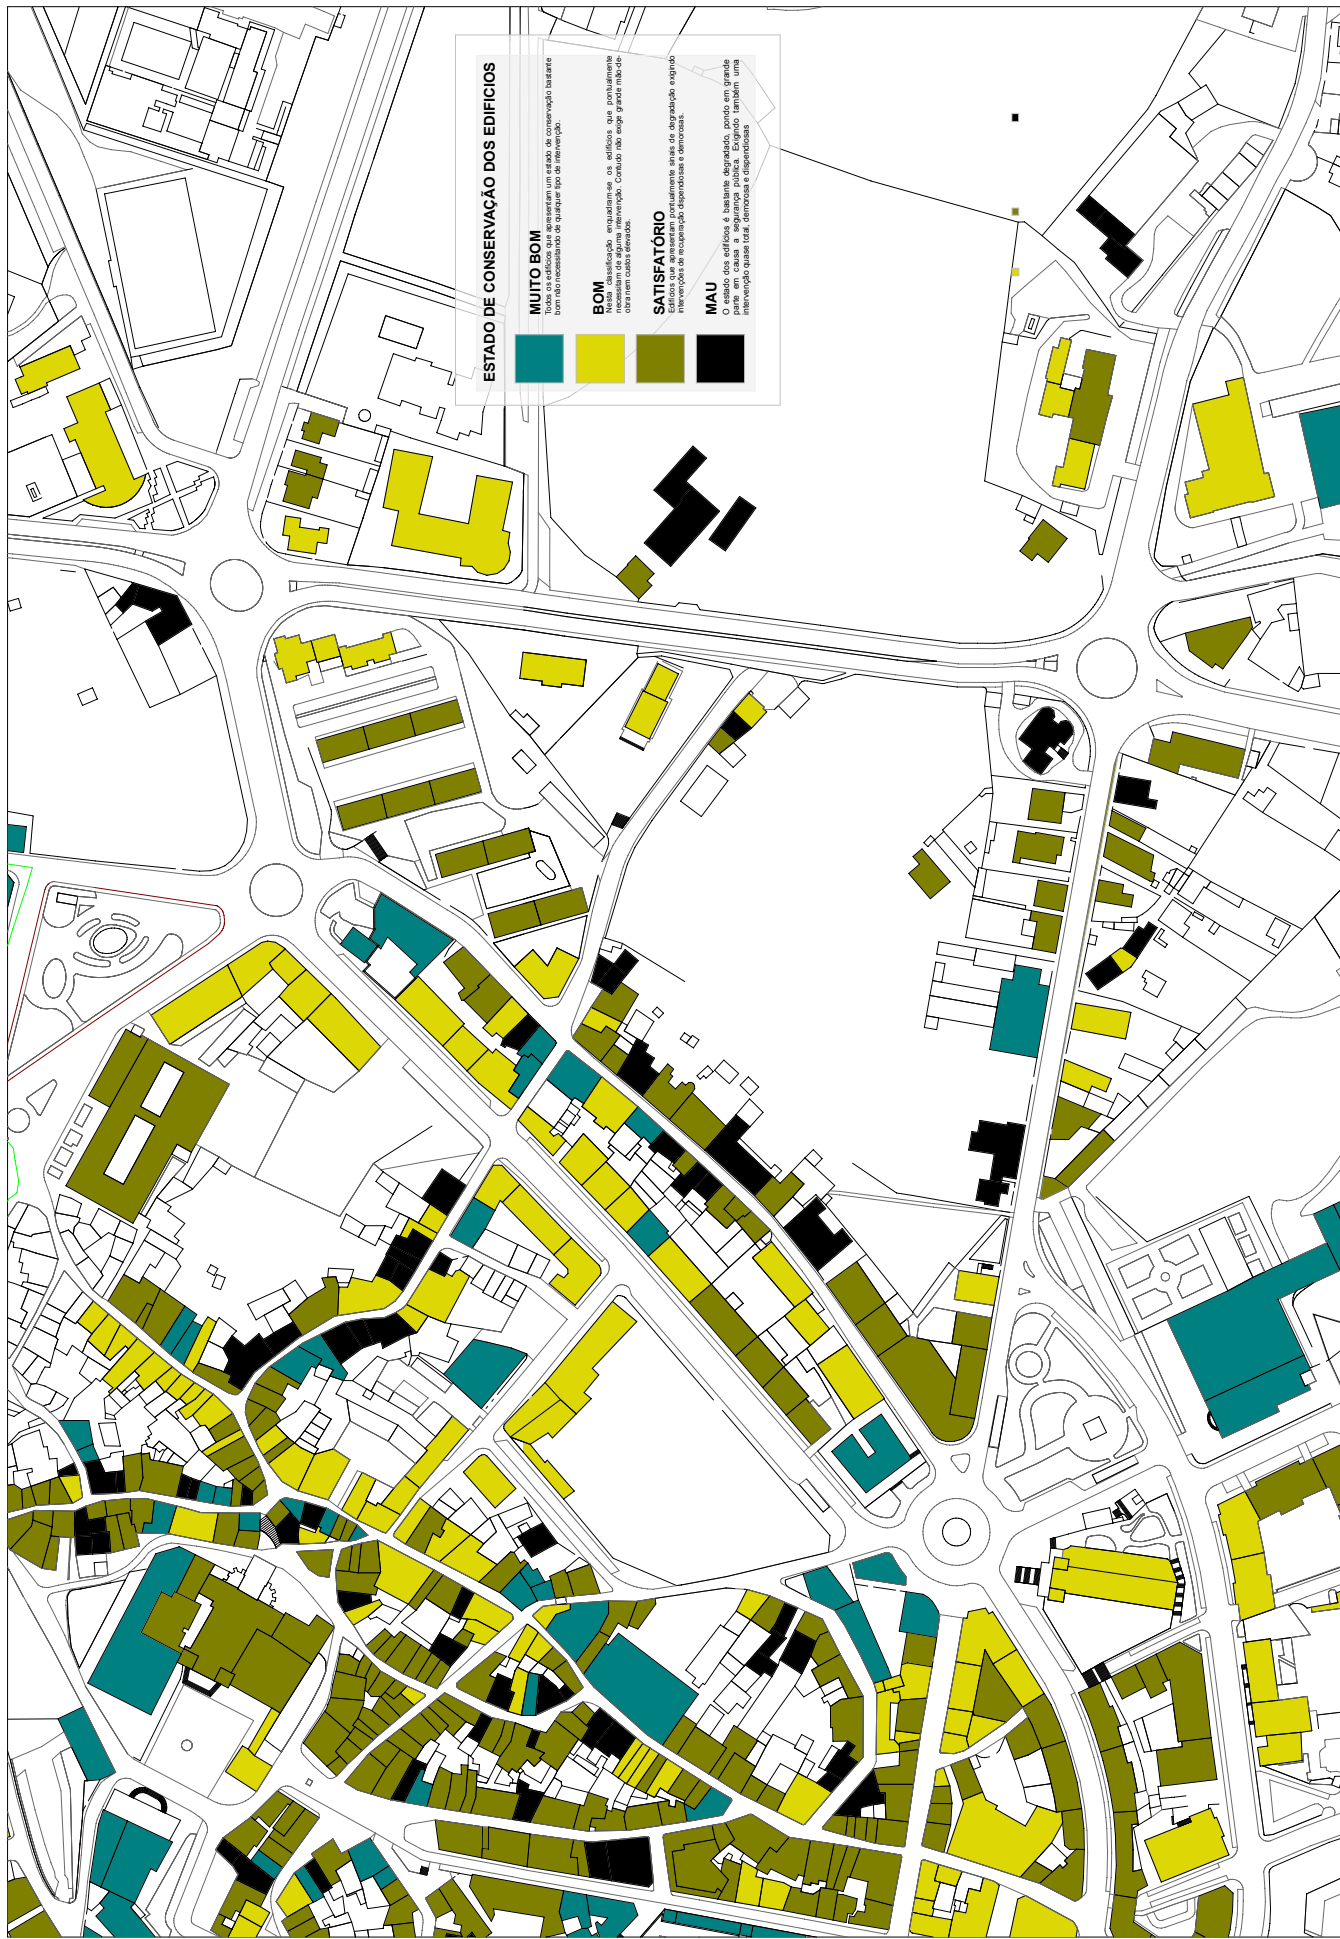 ESTADO DE CONSERVAÇÃO DOS EDIFICIOS
MUITO BOM
Todos os edifícios que apresentam um estado de conservação bastante
bom não necessitando de qualquer tipo de intervenção.
BOM
Nesta classificação enquadram-se os edifícios que pontualmente
necessitam de alguma intervenção. Contudo não exige grande mão-de-
obra nem custos elevados.
SATISFATÓRIO
Edifícios que apresentam pontualmente sinais de degradação exigindo
intervenções de recuperação dispendiosas e demorosas.
MAU
O estado dos edifícios é bastante degradado, pondo em grande
parte em causa a segurança pública. Exigindo também uma
intervenção quase total, demorosa e dispendiosas